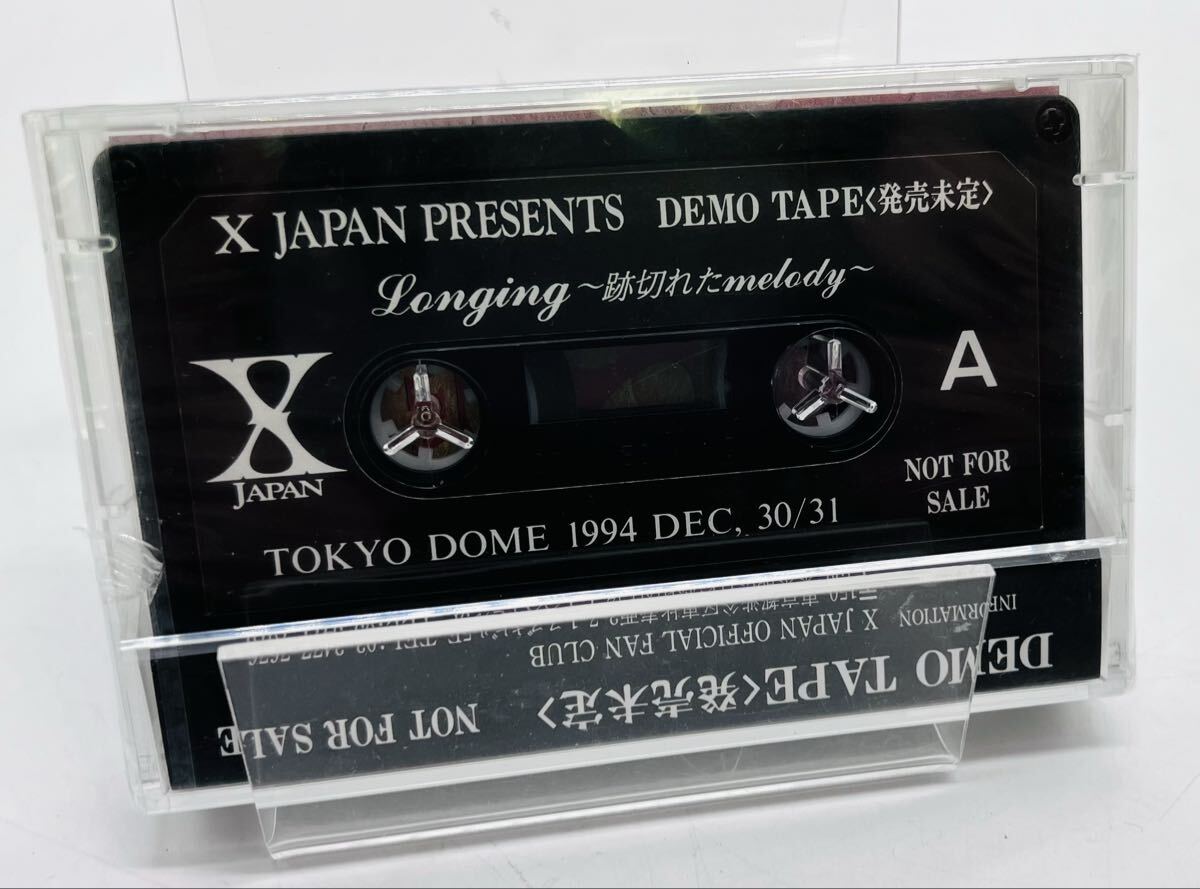 X JAPAN PRESENTS DEMO TAPE〈発売未定〉
Longing～跡切れたmelody～
X
JAPAN
A
NOT FOR
SALE
TOKYO DOME 1994 DEC, 30/31
DEMO TAPE〈発売未定〉 NOT FOR SALE
INFORMATION X JAPAN OFFICIAL FAN CLUB